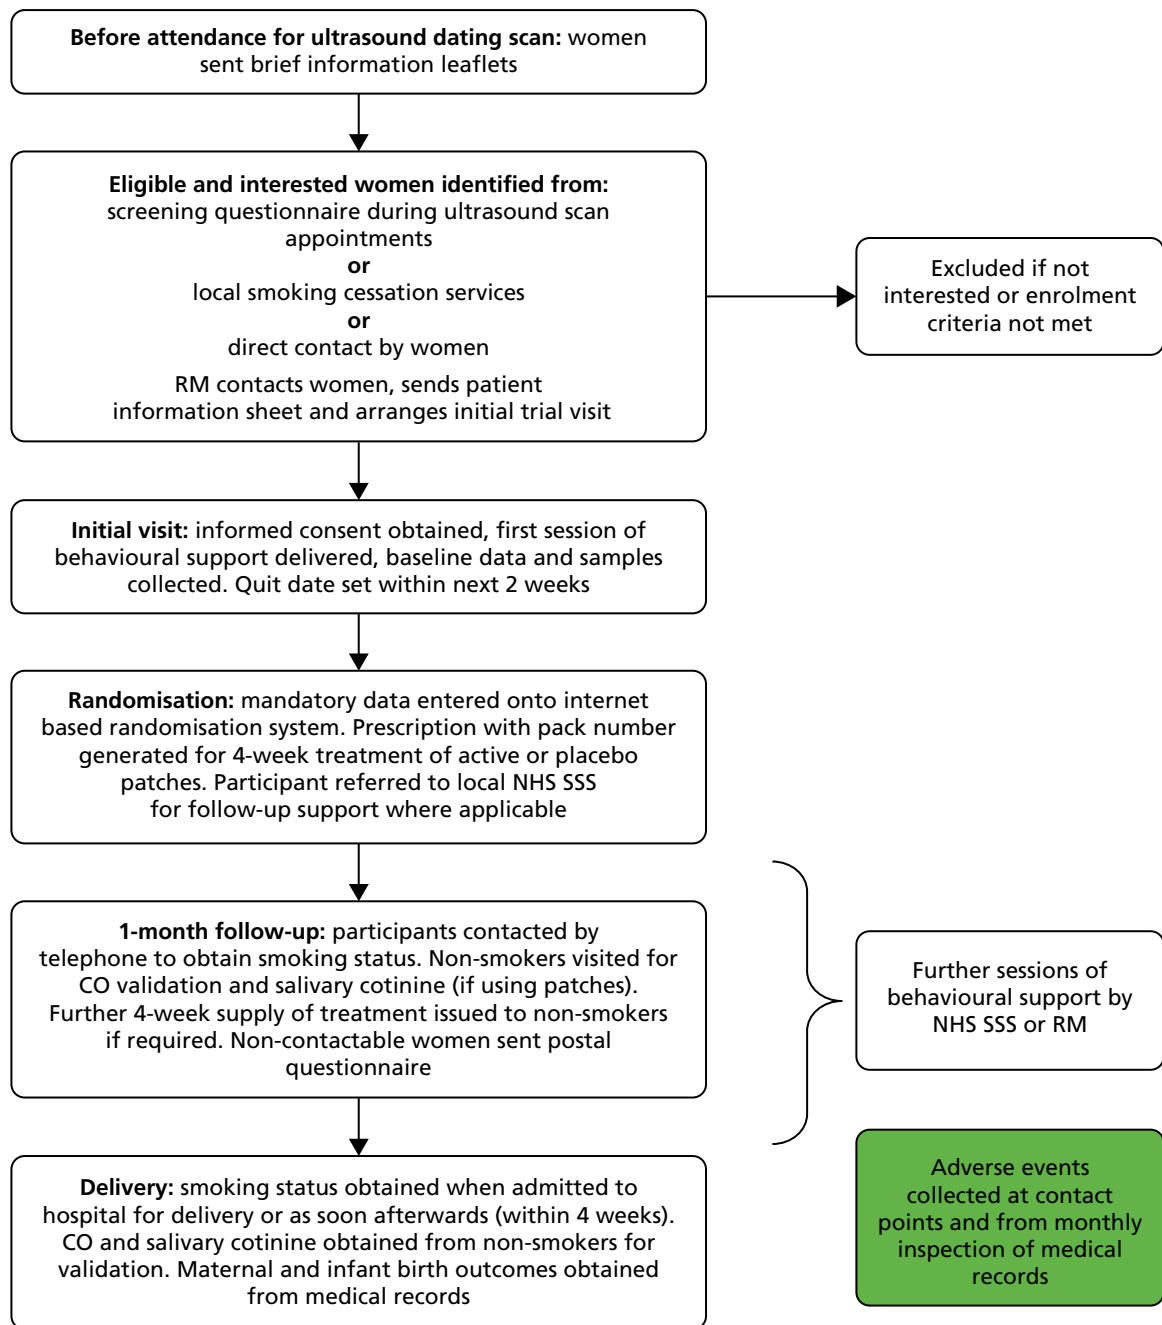 Before attendance for ultrasound dating scan: women
sent brief information leaflets
Eligible and interested women identified from:
screening questionnaire during ultrasound scan
appointments
or
local smoking cessation services
or
direct contact by women
RM contacts women, sends patient
information sheet and arranges initial trial visit
Excluded if not
interested or enrolment
criteria not met
Initial visit: informed consent obtained, first session of
behavioural support delivered, baseline data and samples
collected. Quit date set within next 2 weeks
Randomisation: mandatory data entered onto internet
based randomisation system. Prescription with pack number
generated for 4-week treatment of active or placebo
patches. Participant referred to local NHS SSS
for follow-up support where applicable
1-month follow-up: participants contacted by
telephone to obtain smoking status. Non-smokers visited for
CO validation and salivary cotinine (if using patches).
Further 4-week supply of treatment issued to non-smokers
if required. Non-contactable women sent postal
questionnaire
Further sessions of
behavioural support by
NHS SSS or RM
Delivery: smoking status obtained when admitted to
hospital for delivery or as soon afterwards (within 4 weeks).
CO and salivary cotinine obtained from non-smokers for
validation. Maternal and infant birth outcomes obtained
from medical records
Adverse events
collected at contact
points and from monthly
inspection of medical
records